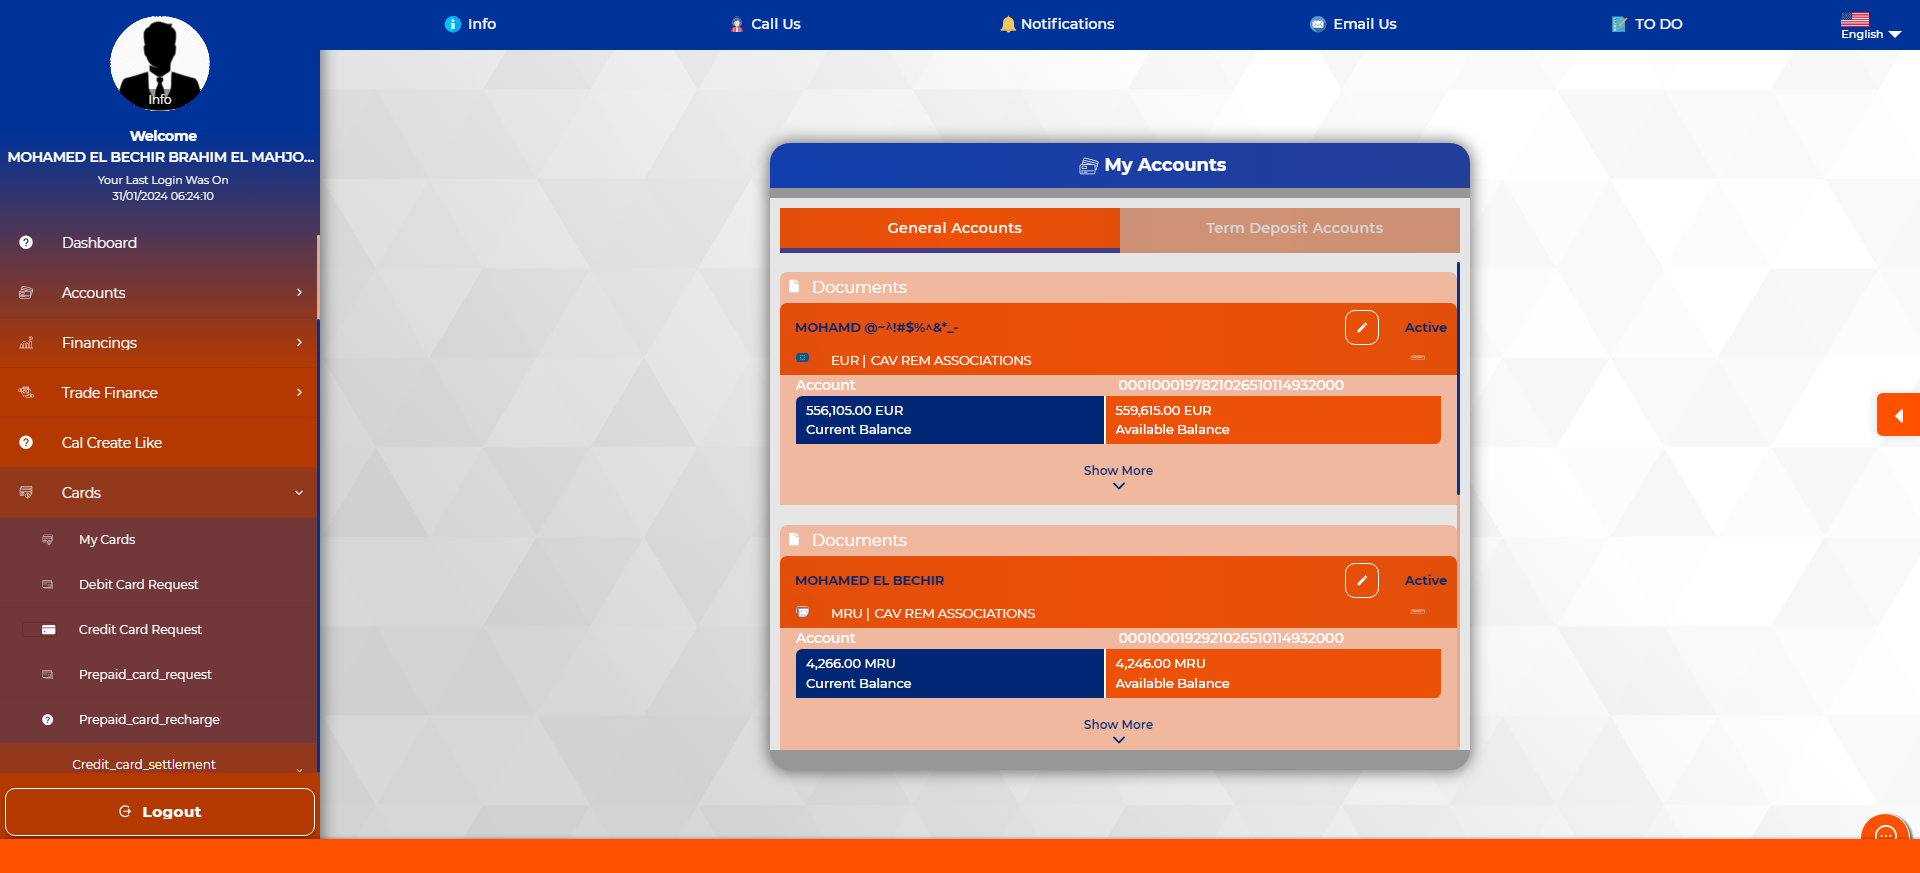 Info
Call Us
Notifications
Email Us
TO DO
English
Info
Welcome
MOHAMED EL BECHIR BRAHIM EL MAHJO...
Your Last Login Was On
31/01/2024 06:24:10
Dashboard
Accounts
Financings
Trade Finance
Cal Create Like
Cards
My Cards
Debit Card Request
Credit Card Request
Prepaid_card_request
Prepaid_card_recharge
Credit_card_settlement
Logout
My Accounts
General Accounts
Term Deposit Accounts
Documents
Active
EUR | CAV REM ASSOCIATIONS
Account
0001000197821026510114932000
556,105.00 EUR
Current Balance
559,615.00 EUR
Available Balance
Show More
Documents
MOHAMED EL BECHIR
Active
MRU | CAV REM ASSOCIATIONS
Account
0001000192921026510114932000
4,266.00 MRU
Current Balance
4,246.00 MRU
Available Balance
Show More